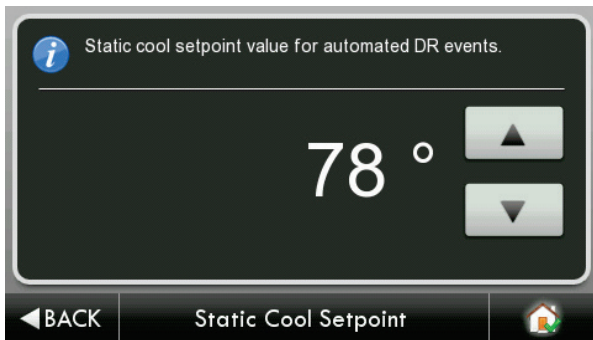 Static cool setpoint value for automated DR events.
78 °
BACK
Static Cool Setpoint